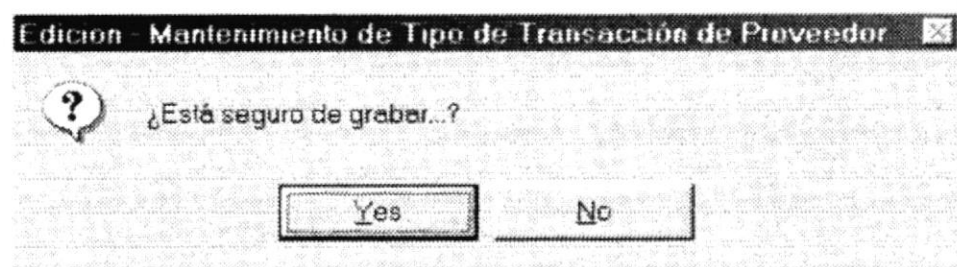 Edicion - Mantenimiento de Tipo de Transacción de Proveedor
¿Está seguro de grabar...?
Yes No